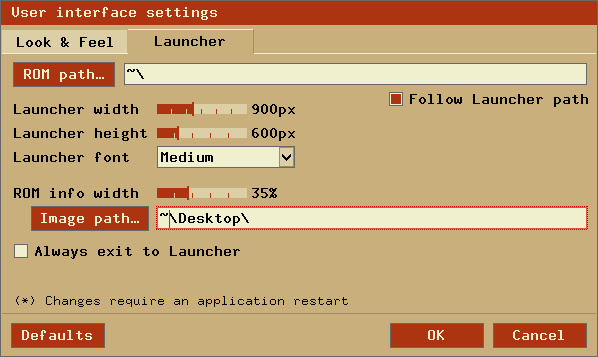 User interface settings
Look & Feel
Launcher
ROM path…
~\
Follow Launcher path
Launcher width
900px
Launcher height
600px
Launcher font
Medium
ROM info width
35%
Image path…
~\Desktop\
Always exit to Launcher
(*) Changes require an application restart
Defaults
OK
Cancel